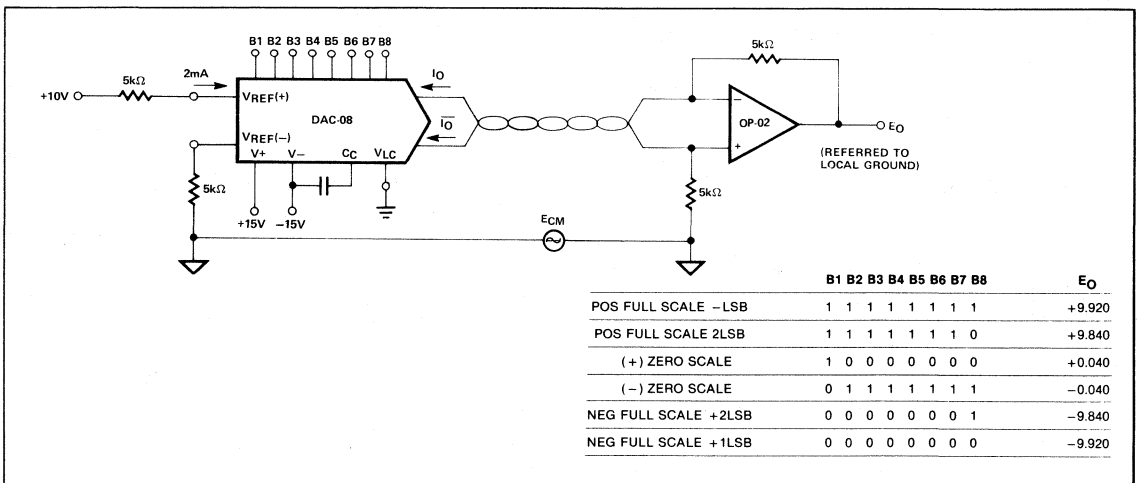 B1 B2 B3 B4 B5 B6 B7 B8
5kΩ
2mA
IO
5kΩ
+10V
VREF(+)
DAC-08
IO
OP-02
EO
VREF(−)
(REFERRED TO
LOCAL GROUND)
V+ V− CC VLC
5kΩ
5kΩ
+15V −15V
ECM
B1 B2 B3 B4 B5 B6 B7 B8 EO
POS FULL SCALE −LSB 1 1 1 1 1 1 1 1 +9.920
POS FULL SCALE 2LSB 1 1 1 1 1 1 1 0 +9.840
(+) ZERO SCALE 1 0 0 0 0 0 0 0 +0.040
(−) ZERO SCALE 0 1 1 1 1 1 1 1 −0.040
NEG FULL SCALE +2LSB 0 0 0 0 0 0 0 1 −9.840
NEG FULL SCALE +1LSB 0 0 0 0 0 0 0 0 −9.920